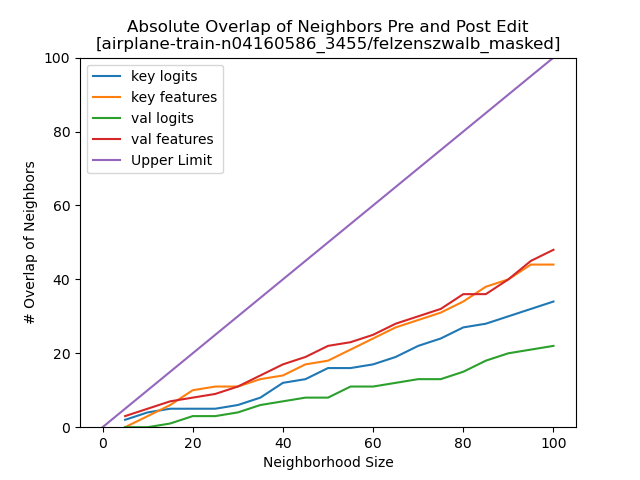 Absolute Overlap of Neighbors Pre and Post Edit
[airplane-train-n04160586_3455/felzenszwalb_masked]
key logits
key features
val logits
val features
Upper Limit
# Overlap of Neighbors
100
80
60
40
20
0
0 20 40 60 80 100
Neighborhood Size